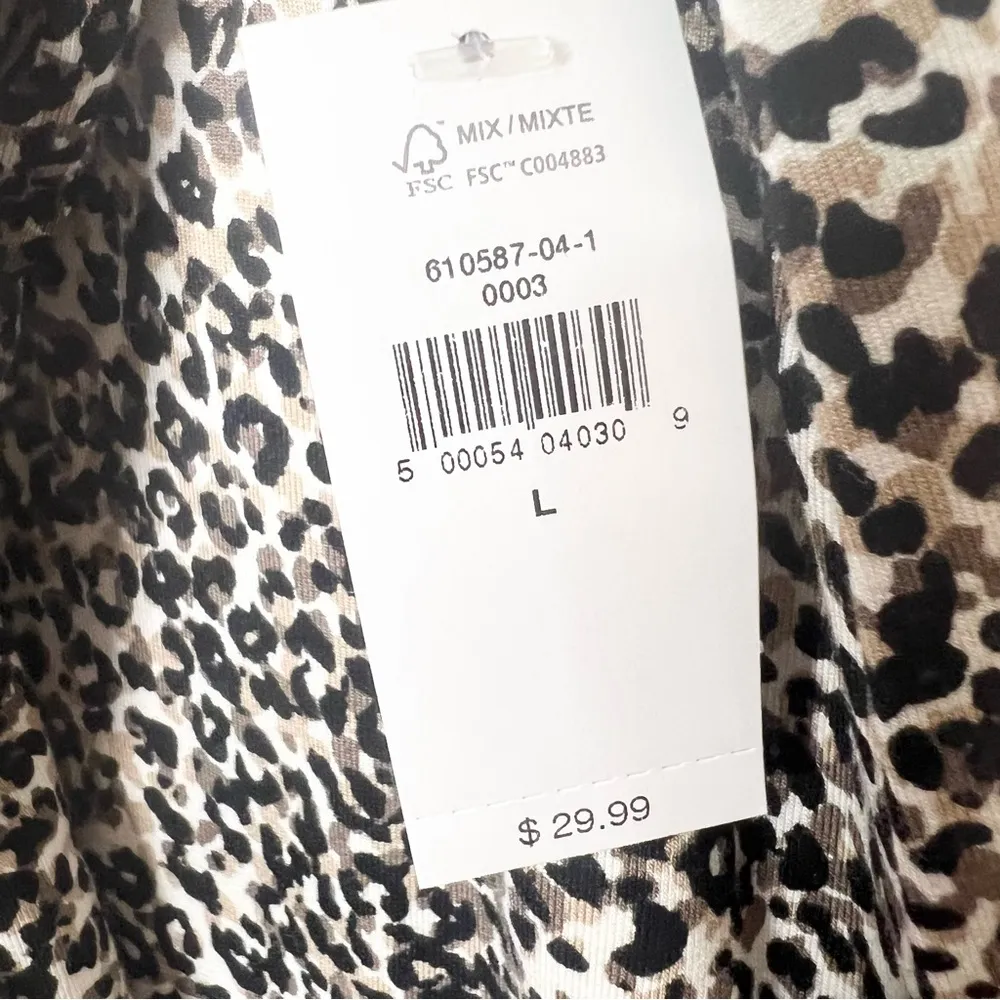 MIX / MIXTE
FSC FSC™ C004883
610587-04-1
0003
5 00054 04030 9
L
$ 29.99